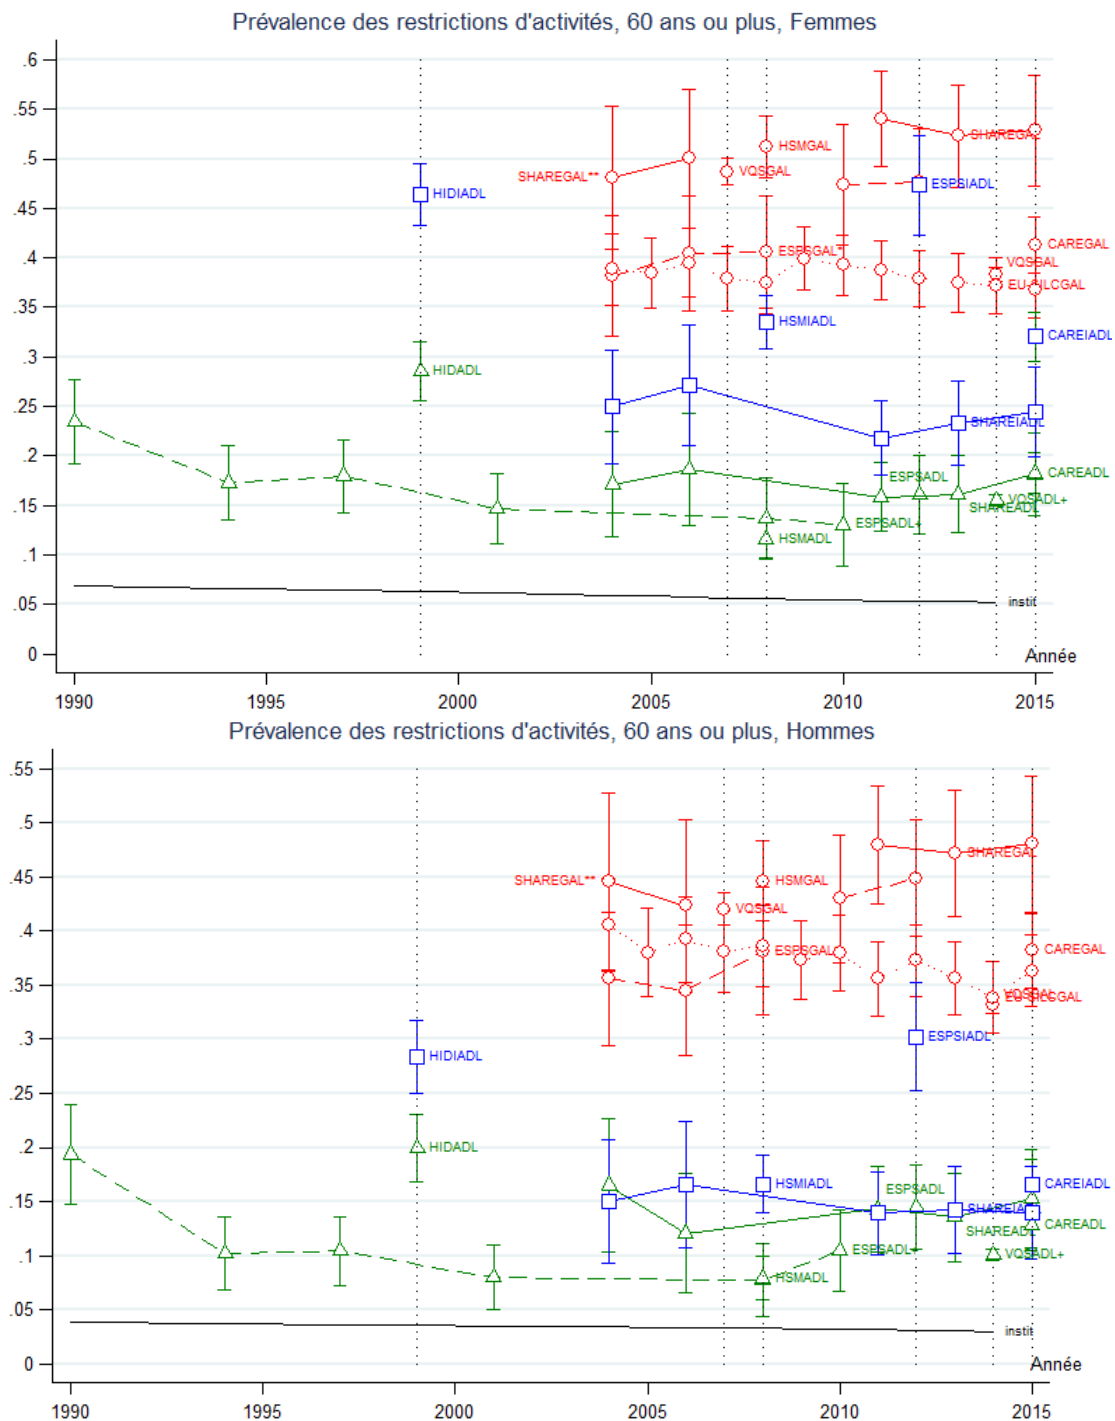 Prévalence des restrictions d'activités, 60 ans ou plus, Femmes
.6
.55
SHAREGAL
HSMGAL
.5
SHAREGAL**
VQSGAL
ESPSIADL
HIDIADL
.45
.4
ESPSGAL*
CAREGAL
VQSGAL
EU-SILCGAL
.35
HSMIADL
CAREIADL
.3
HIDADL
.25
SHAREIADL
.2
ESPSADL
CAREADL
.15
SHAREADL
VQSADL+
ESPSADL+
HSMADL
.1
.05
instit
0
Année
1990 1995 2000 2005 2010 2015
Prévalence des restrictions d'activités, 60 ans ou plus, Hommes
.55
.5
SHAREGAL
.45
SHAREGAL**
HSMGAL
VQSGAL
.4
ESPSGAL
CAREGAL
.35
VQSGAL
EU-SILCGAL
.3
ESPSIADL
HIDIADL
.25
.2
HIDADL
ESPSADL
HSMIADL
CAREIADL
.15
SHAREIADL
SHAREADL
CAREADL
.1
ESPSADL+
VQSADL+
HSMADL
.05
instit
0
Année
1990 1995 2000 2005 2010 2015